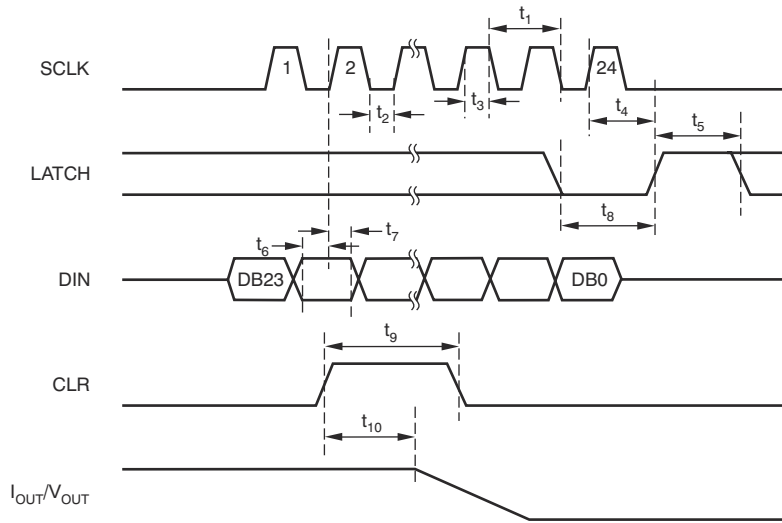 t1
SCLK
1
2
24
t2
t3
t4
t5
LATCH
t8
t6
t7
DIN
DB23
DB0
t9
CLR
t10
IOUT/VOUT